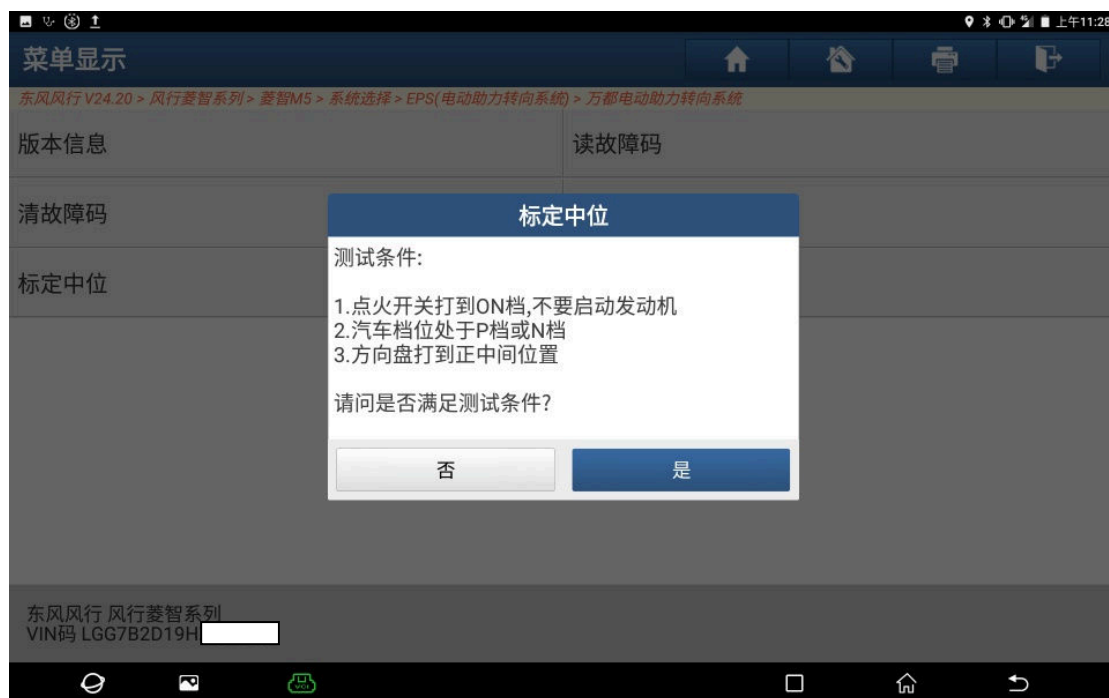 上午11:28
菜单显示
东风风行 V24.20 > 风行菱智系列 > 菱智M5 > 系统选择 > EPS(电动助力转向系统) > 万都电动助力转向系统
版本信息
读故障码
清故障码
标定中位
标定中位
测试条件:
1.点火开关打到ON档,不要启动发动机
2.汽车档位处于P档或N档
3.方向盘打到正中间位置
请问是否满足测试条件?
否
是
东风风行 风行菱智系列
VIN码 LGG7B2D19H
VCI